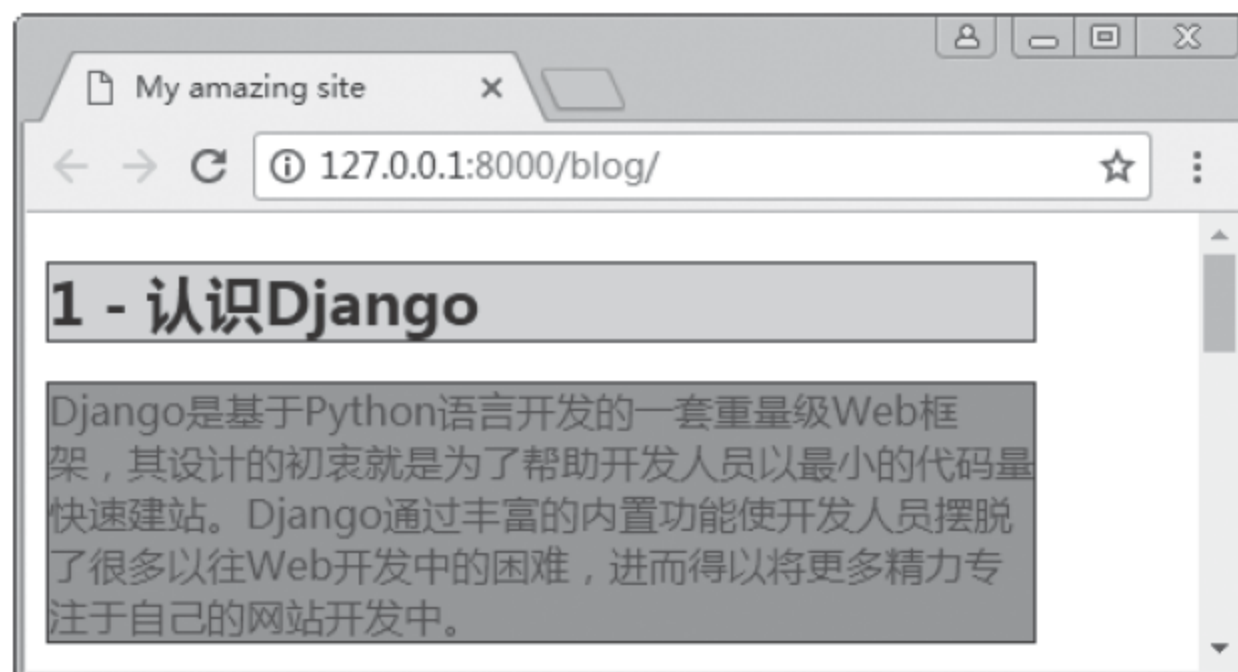 My amazing site
127.0.0.1:8000/blog/
1 - 认识Django
Django是基于Python语言开发的一套重量级Web框
架，其设计的初衷就是为了帮助开发人员以最小的代码量
快速建站。Django通过丰富的内置功能使开发人员摆脱
了很多以往Web开发中的困难，进而得以将更多精力专
注于自己的网站开发中。